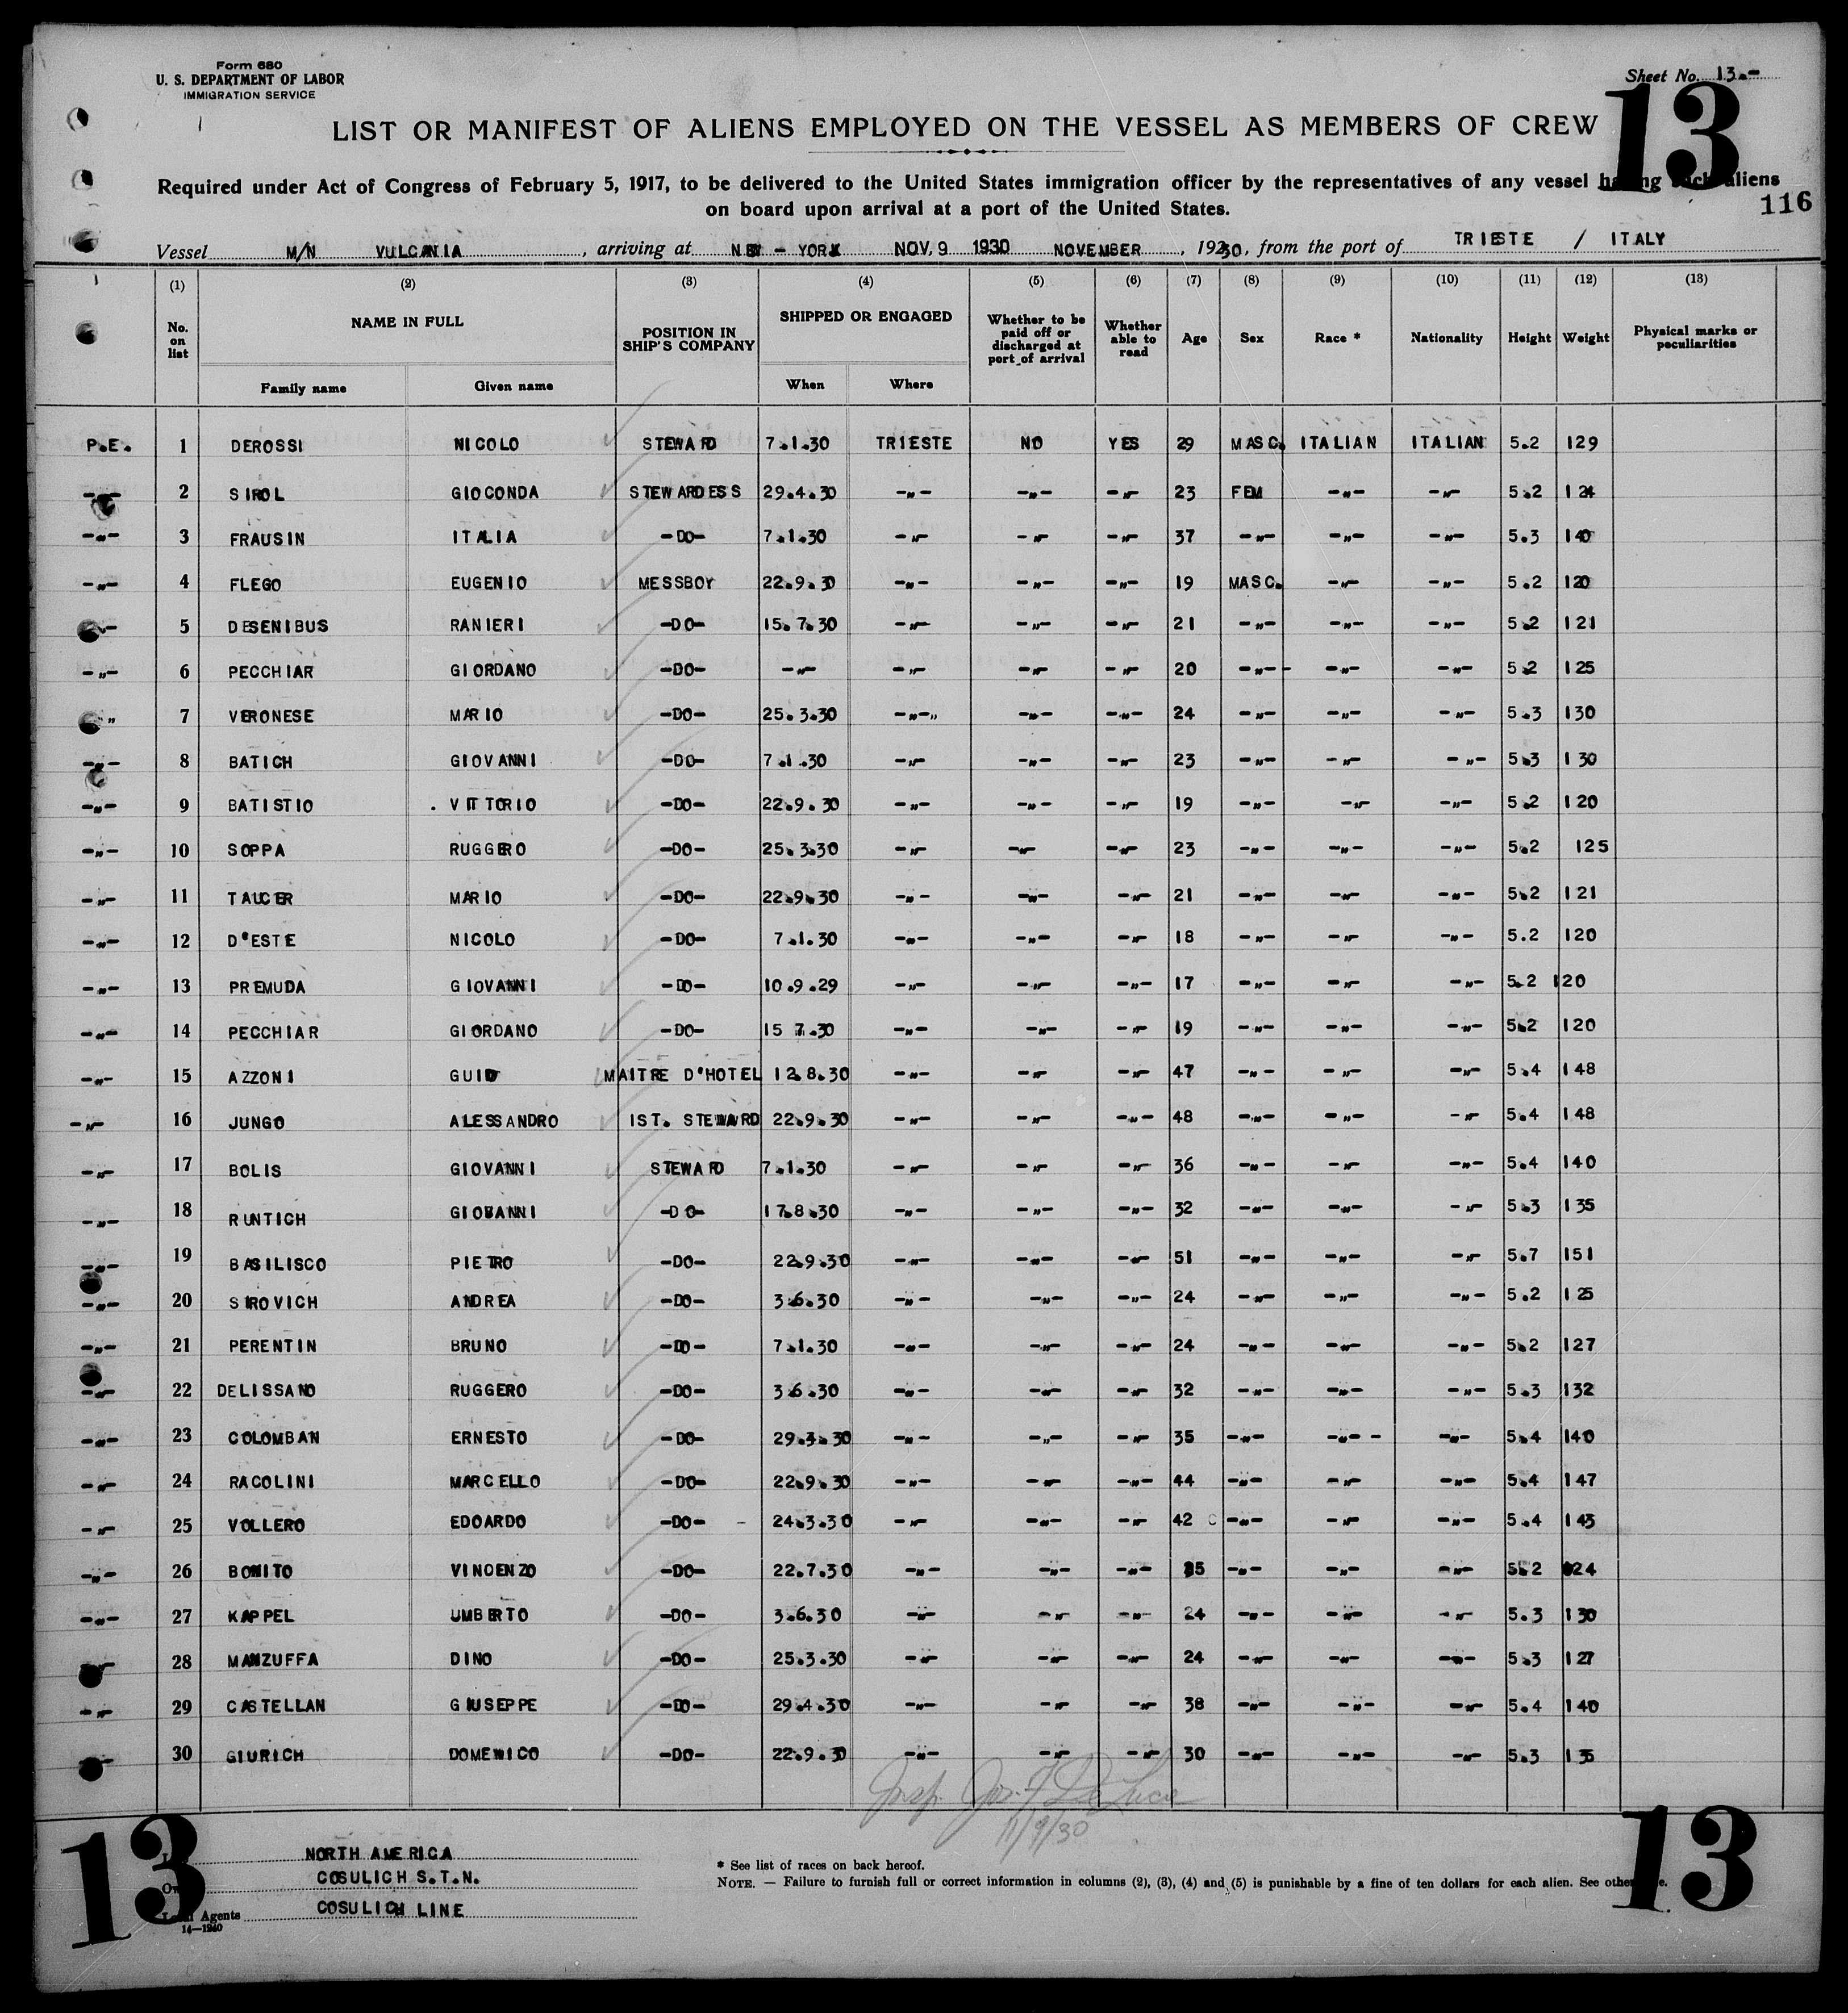 Form 680
U. S. DEPARTMENT OF LABOR
IMMIGRATION SERVICE
Sheet No. 13.-
13
LIST OR MANIFEST OF ALIENS EMPLOYED ON THE VESSEL AS MEMBERS OF CREW
Required under Act of Congress of February 5, 1917, to be delivered to the United States immigration officer by the representatives of any vessel having such aliens
on board upon arrival at a port of the United States.
116
Vessel M/N VULCANIA, arriving at NEW-YORK NOV, 9 1930 NOVEMBER, 1930, from the port of TRIESTE / ITALY
(1) (2) (3) (4) (5) (6) (7) (8) (9) (10) (11) (12) (13)
No. on list NAME IN FULL POSITION IN SHIP'S COMPANY SHIPPED OR ENGAGED Whether to be paid off or discharged at port of arrival Whether able to read Age Sex Race * Nationality Height Weight Physical marks or peculiarities
Family name Given name When Where
P.E. 1 DEROSSI NICOLO STEWARD 7.1.30 TRIESTE NO YES 29 MASC. ITALIAN ITALIAN 5.2 129
-"- 2 SIROL GIOCONDA STEWARDESS 29.4.30 -"- -"- -"- 23 FEM -"- -"- 5.2 124
-"- 3 FRAUSIN ITALIA -DO- 7.1.30 -"- -"- -"- 37 -"- -"- -"- 5.3 140
-"- 4 FLEGO EUGENIO MESSBOY 22.9.30 -"- -"- -"- 19 MASC. -"- -"- 5.2 120
-"- 5 DESENIBUS RANIERI -DO- 15.7.30 -"- -"- -"- 21 -"- -"- -"- 5.2 121
-"- 6 PECCHIAR GIORDANO -DO- -"- -"- -"- -"- 20 -"-- -"- -"- 5.2 125
" 7 VERONESE MARIO -DO- 25.3.30 -"-" -"- -"- 24 -"- -"- -"- 5.3 130
-"- 8 BATICH GIOVANNI -DO- 7.1.30 -"- -"- -"- 23 -"- -"- -"- 5.3 130
-"- 9 BATISTIO . VITTORIO -DO- 22.9.30 -"- -"- -"- 19 -"- -"- -"- 5.2 120
-"- 10 SOPPA RUGGERO -DO- 25.3.30 -"- -"- -"- 23 -"- -"- -"- 5.2 125
-"- 11 TAUCER MARIO -DO- 22.9.30 -"- -"- -"- 21 -"- -"- -"- 5.2 121
-"- 12 D'ESTE NICOLO -DO- 7.1.30 -"- -"- -"- 18 -"- -"- -"- 5.2 120
-"- 13 PREMUDA GIOVANNI -DO- 10.9.29 -"- -"- -"- 17 -"- -"- -"- 5.2 120
-"- 14 PECCHIAR GIORDANO -DO- 15 7.30 -"- -"- -"- 19 -"- -"- -"- 5.2 120
-"- 15 AZZONI GUIDO MAITRE D'HOTEL 12.8.30 -"- -"- -"- 47 -"- -"- -"- 5.4 148
-"- 16 JUNGO ALESSANDRO IST. STEWARD 22.9.30 -"- -"- -"- 48 -"- -"- -"- 5.4 148
-"- 17 BOLIS GIOVANNI STEWARD 7.1.30 -"- -"- -"- 36 -"- -"- -"- 5.4 140
-"- 18 RUNTICH GIOVANNI -DO- 17.8.30 -"- -"- -"- 32 -"- -"- -"- 5.3 135
-"- 19 BASILISCO PIETRO -DO- 22.9.30 -"- -"- -"- 51 -"- -"- -"- 5.7 151
-"- 20 SIROVICH ANDREA -DO- 3.6.30 -"- -"- -"- 24 -"- -"- -"- 5.2 125
-"- 21 PERENTIN BRUNO -DO- 7.1.30 -"- -"- -"- 24 -"- -"- -"- 5.2 127
-"- 22 DELISSANO RUGGERO -DO- 3.6.30 -"- -"- -"- 32 -"- -"- -"- 5.3 132
-"- 23 COLOMBAN ERNESTO -DO- 29.3.30 -"- -"- -"- 35 -"- -"-- -"- 5.4 140
-"- 24 RACOLINI MARCELLO -DO- 22.9.30 -"- -"- -"- 44 -"- -"- -"- 5.4 147
-"- 25 VOLLERO EDOARDO -DO- - 24.3.30 -"- -"- -"- 42 -"- -"- -"- 5.4 143
-"- 26 BONITO VINCENZO -DO- 22.7.30 -"- -"- -"- -"- -"- -"- 5.2 124
-"- 27 KAPPEL UMBERTO -DO- 3.6.30 -"- -"- -"- 24 -"- -"- -"- 5.3 130
-"- 28 MANZUFFA DINO -DO- 25.3.30 -"- -"- -"- 24 -"- -"- -"- 5.3 127
-"- 29 CASTELLAN GIUSEPPE -DO- 29.4.30 -"- -"- -"- 38 -"- -"- -"- 5.4 140
-"- 30 GIURICH DOMENICO -DO- 22.9.30 -"- -"- -"- 30 -"- -"- -"- 5.3 135
Insp. Jos. F. De Luca
11/9/30
13
NORTH AMERICA
COSULICH S.T.N.
Agents COSULICH LINE
14-1240
* See list of races on back hereof.
NOTE. — Failure to furnish full or correct information in columns (2), (3), (4) and (5) is punishable by a fine of ten dollars for each alien. See other
13